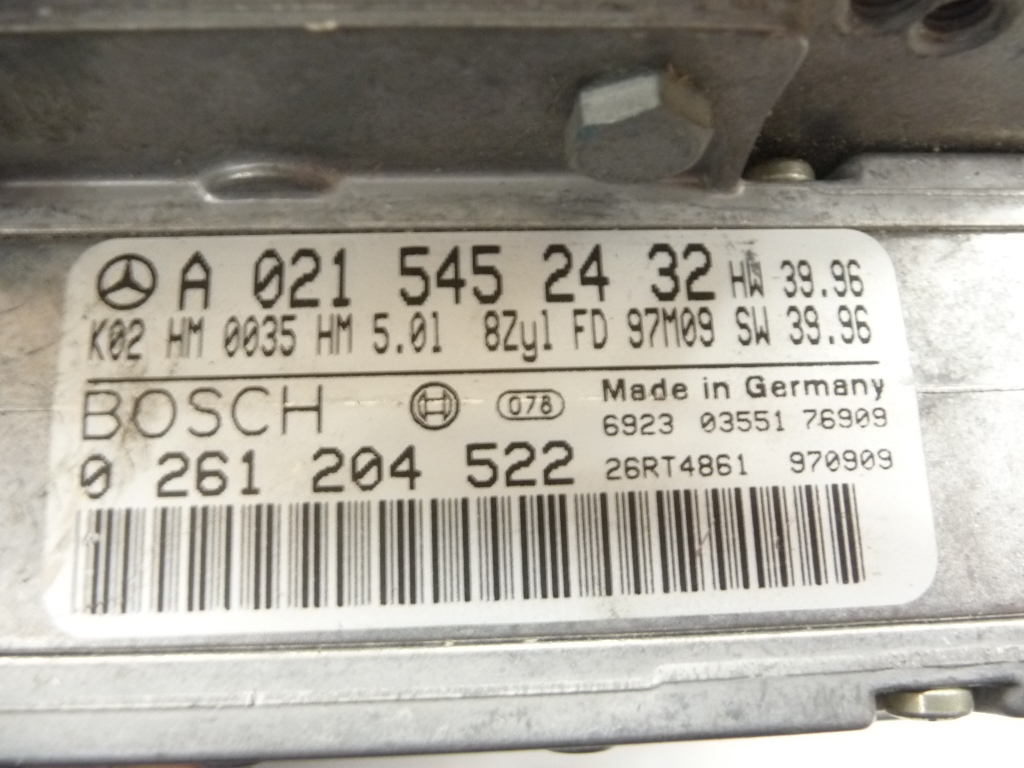 A 021 545 24 32 HW 39.96
K02 HM 0035 HM 5.01 8Zyl FD 97M09 SW 39.96
BOSCH H 078 Made in Germany
6923 03551 76909
0 261 204 522 26RT4861 970909